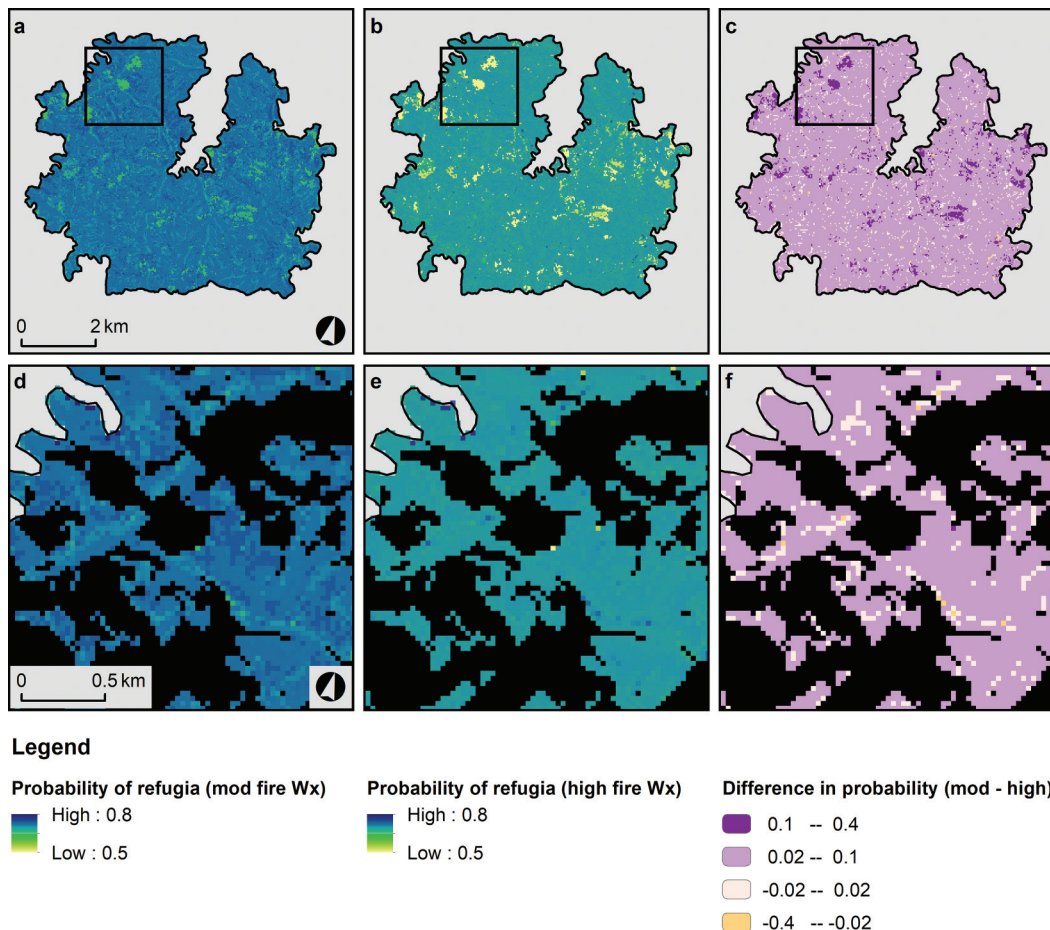 a
b
c
0 2 km
d
e
f
0 0.5 km
Legend
Probability of refugia (mod fire Wx)
High : 0.8
Low : 0.5
Probability of refugia (high fire Wx)
High : 0.8
Low : 0.5
Difference in probability (mod - high)
0.1 -- 0.4
0.02 -- 0.1
-0.02 -- 0.02
-0.4 -- -0.02